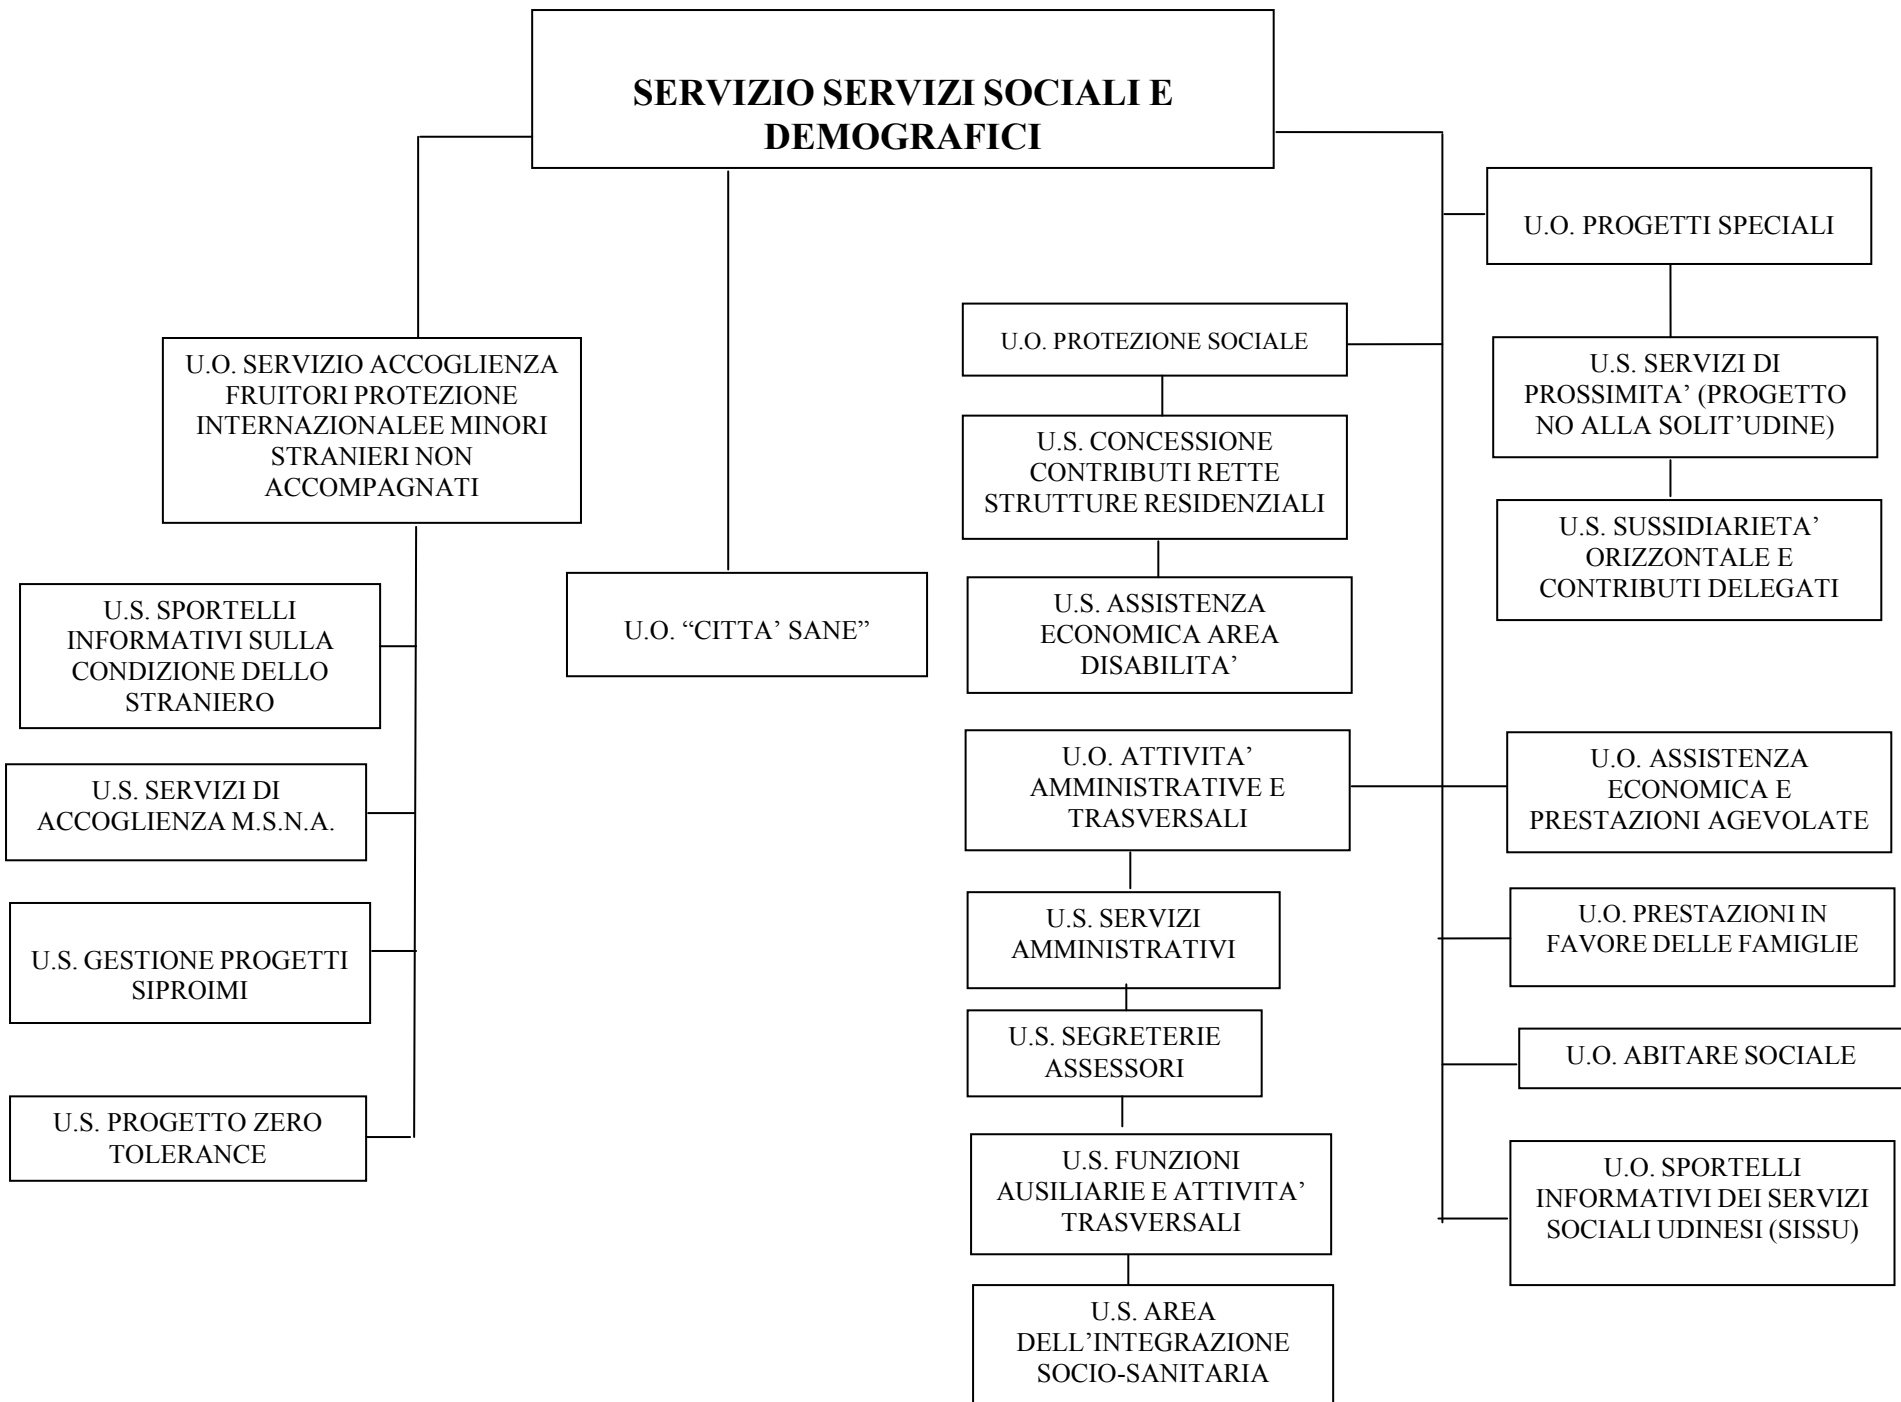 SERVIZIO SERVIZI SOCIALI E
DEMOGRAFICI
U.O. SERVIZIO ACCOGLIENZA
FRUITORI PROTEZIONE
INTERNAZIONALEE MINORI
STRANIERI NON
ACCOMPAGNATI
U.S. SPORTELLI
INFORMATIVI SULLA
CONDIZIONE DELLO
STRANIERO
U.S. SERVIZI DI
ACCOGLIENZA M.S.N.A.
U.S. GESTIONE PROGETTI
SIPROIMI
U.S. PROGETTO ZERO
TOLERANCE
U.O. “CITTA’ SANE”
U.O. PROTEZIONE SOCIALE
U.S. CONCESSIONE
CONTRIBUTI RETTE
STRUTTURE RESIDENZIALI
U.S. ASSISTENZA
ECONOMICA AREA
DISABILITA’
U.O. ATTIVITA’
AMMINISTRATIVE E
TRASVERSALI
U.S. SERVIZI
AMMINISTRATIVI
U.S. SEGRETERIE
ASSESSORI
U.S. FUNZIONI
AUSILIARIE E ATTIVITA’
TRASVERSALI
U.S. AREA
DELL’INTEGRAZIONE
SOCIO-SANITARIA
U.O. PROGETTI SPECIALI
U.S. SERVIZI DI
PROSSIMITA’ (PROGETTO
NO ALLA SOLIT’UDINE)
U.S. SUSSIDIARIETA’
ORIZZONTALE E
CONTRIBUTI DELEGATI
U.O. ASSISTENZA
ECONOMICA E
PRESTAZIONI AGEVOLATE
U.O. PRESTAZIONI IN
FAVORE DELLE FAMIGLIE
U.O. ABITARE SOCIALE
U.O. SPORTELLI
INFORMATIVI DEI SERVIZI
SOCIALI UDINESI (SISSU)